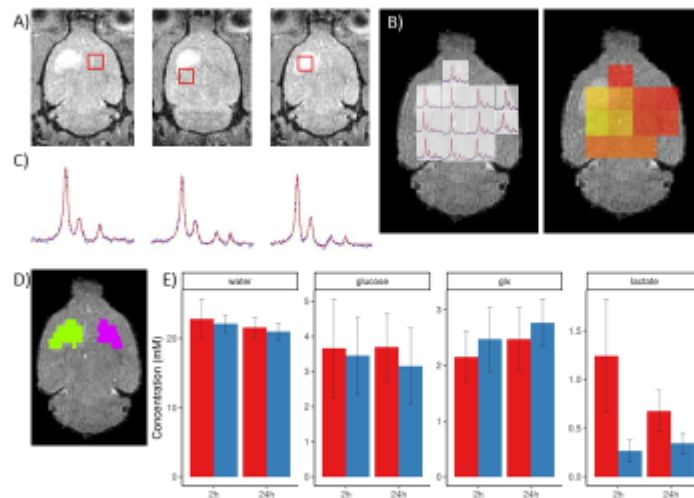 A)
B)
C)
D)
E)
water
glucose
glx
lactate
Concentration (mM)
20
10
0
5
4
3
2
1
0
3
2
1
0
1.5
1.0
0.5
0.0
2h
24h
2h
24h
2h
24h
2h
24h